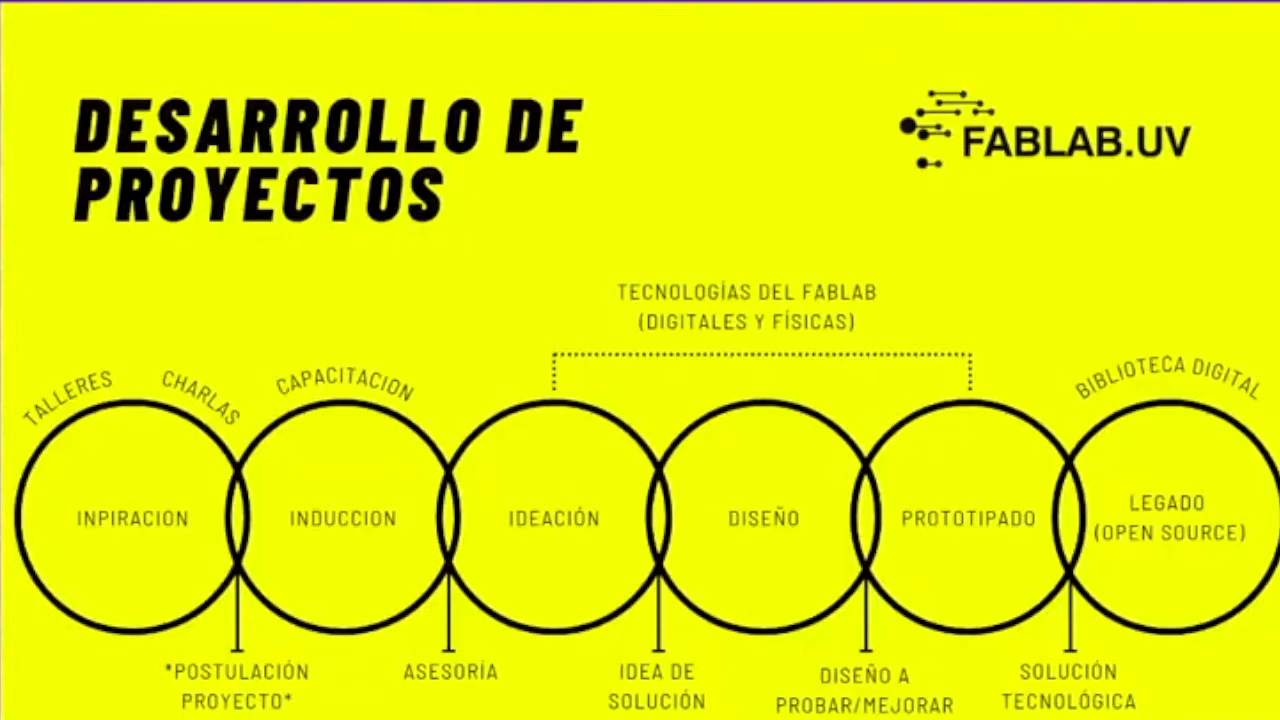 DESARROLLO DE
PROYECTOS
FABLAB.UV
TECNOLOGÍAS DEL FABLAB
(DIGITALES Y FÍSICAS)
TALLERES
CHARLAS
CAPACITACION
BIBLIOTECA DIGITAL
INPIRACION
INDUCCION
IDEACIÓN
DISEÑO
PROTOTIPADO
LEGADO
(OPEN SOURCE)
*POSTULACIÓN
PROYECTO*
ASESORÍA
IDEA DE
SOLUCIÓN
DISEÑO A
PROBAR/MEJORAR
SOLUCIÓN
TECNOLÓGICA